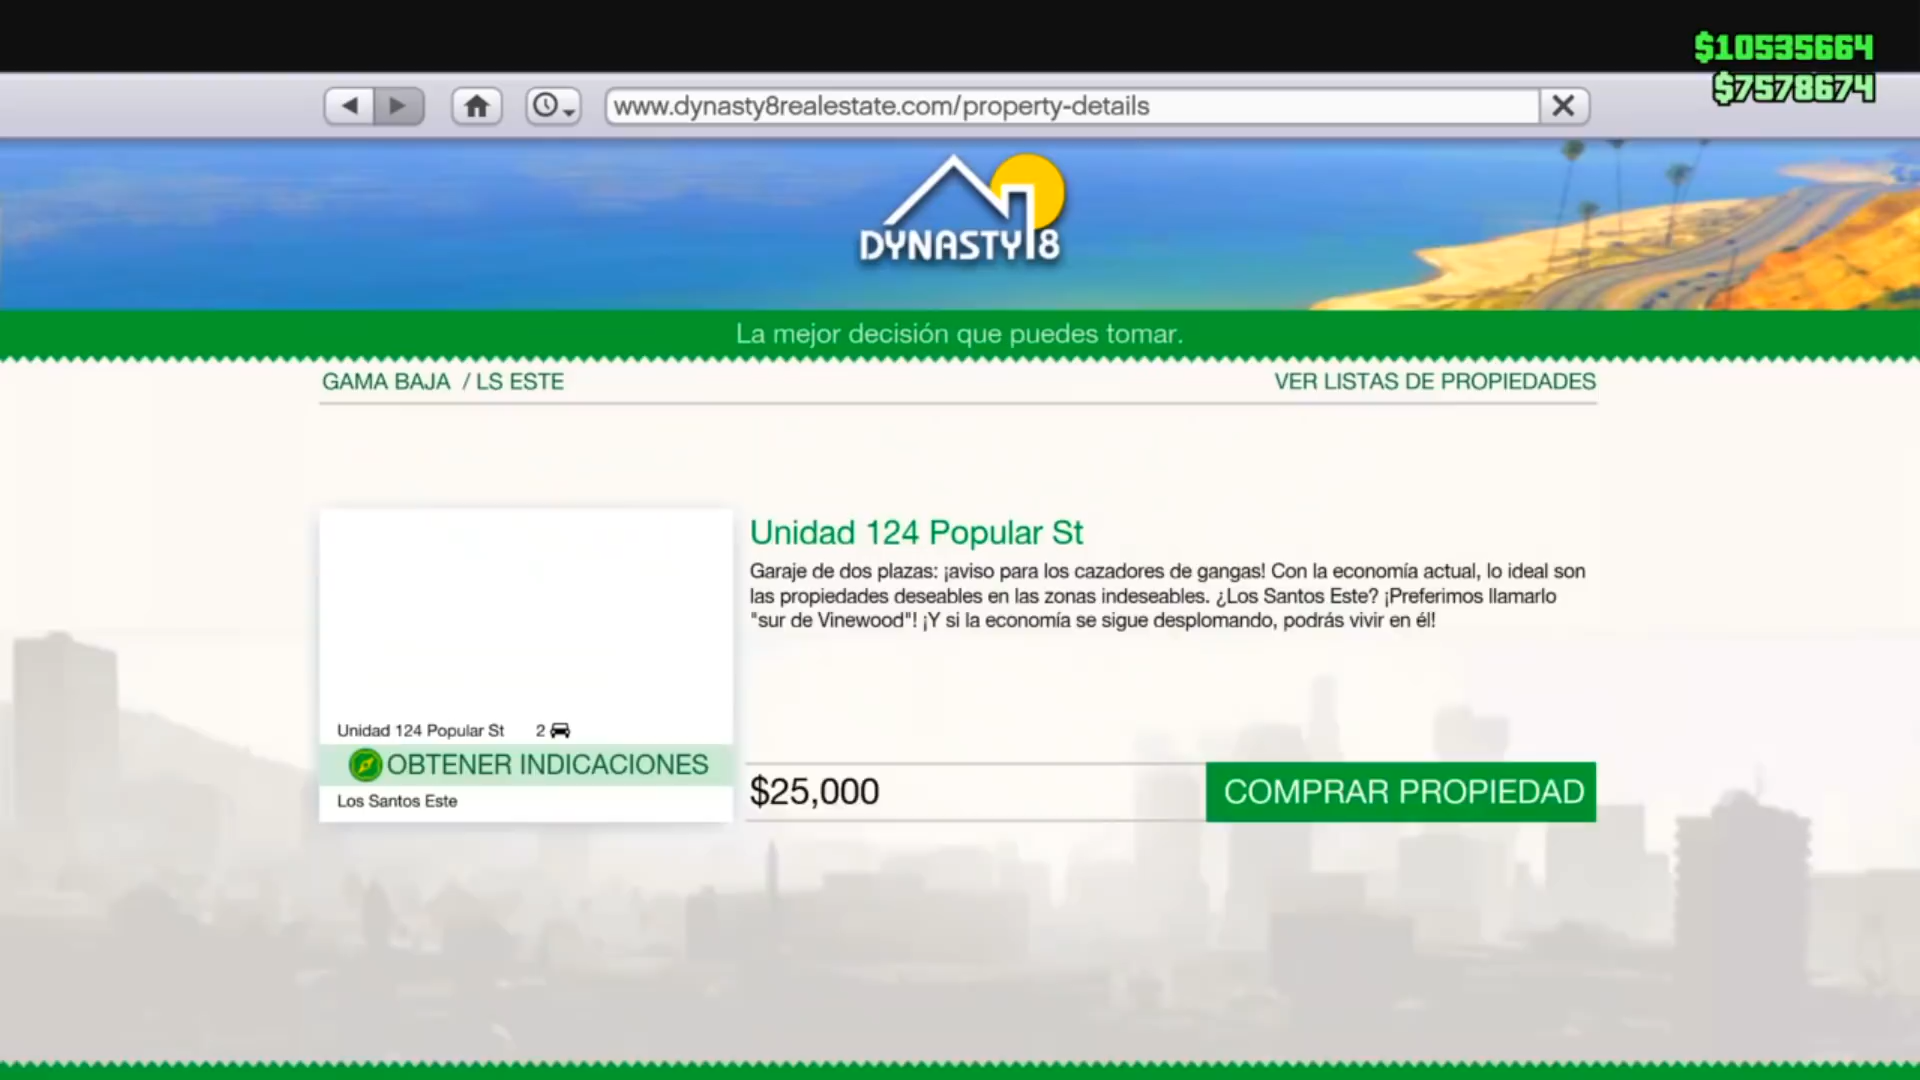 $10535664
$7578674
www.dynasty8realestate.com/property-details
DYNASTY8
La mejor decisión que puedes tomar.
GAMA BAJA / LS ESTE
VER LISTAS DE PROPIEDADES
Unidad 124 Popular St
Garaje de dos plazas: ¡aviso para los cazadores de gangas! Con la economía actual, lo ideal son
las propiedades deseables en las zonas indeseables. ¿Los Santos Este? ¡Preferimos llamarlo
"sur de Vinewood"! ¡Y si la economía se sigue desplomando, podrás vivir en él!
Unidad 124 Popular St 2
OBTENER INDICACIONES
Los Santos Este
$25,000
COMPRAR PROPIEDAD